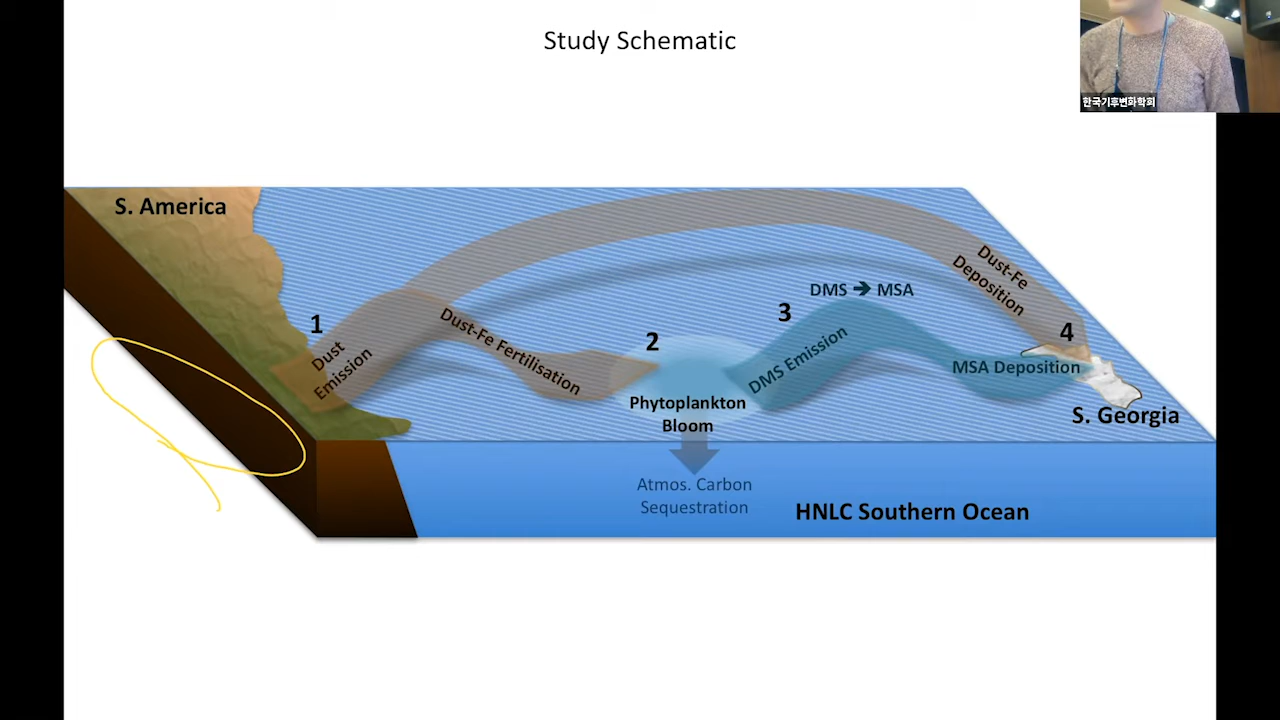 Study Schematic
한국기후변화학회
S. America
Dust-Fe
Deposition
DMS ➔ MSA
1
Dust
Emission
Dust-Fe Fertilisation
2
3
DMS Emission
4
MSA Deposition
Phytoplankton
Bloom
S. Georgia
Atmos. Carbon
Sequestration
HNLC Southern Ocean